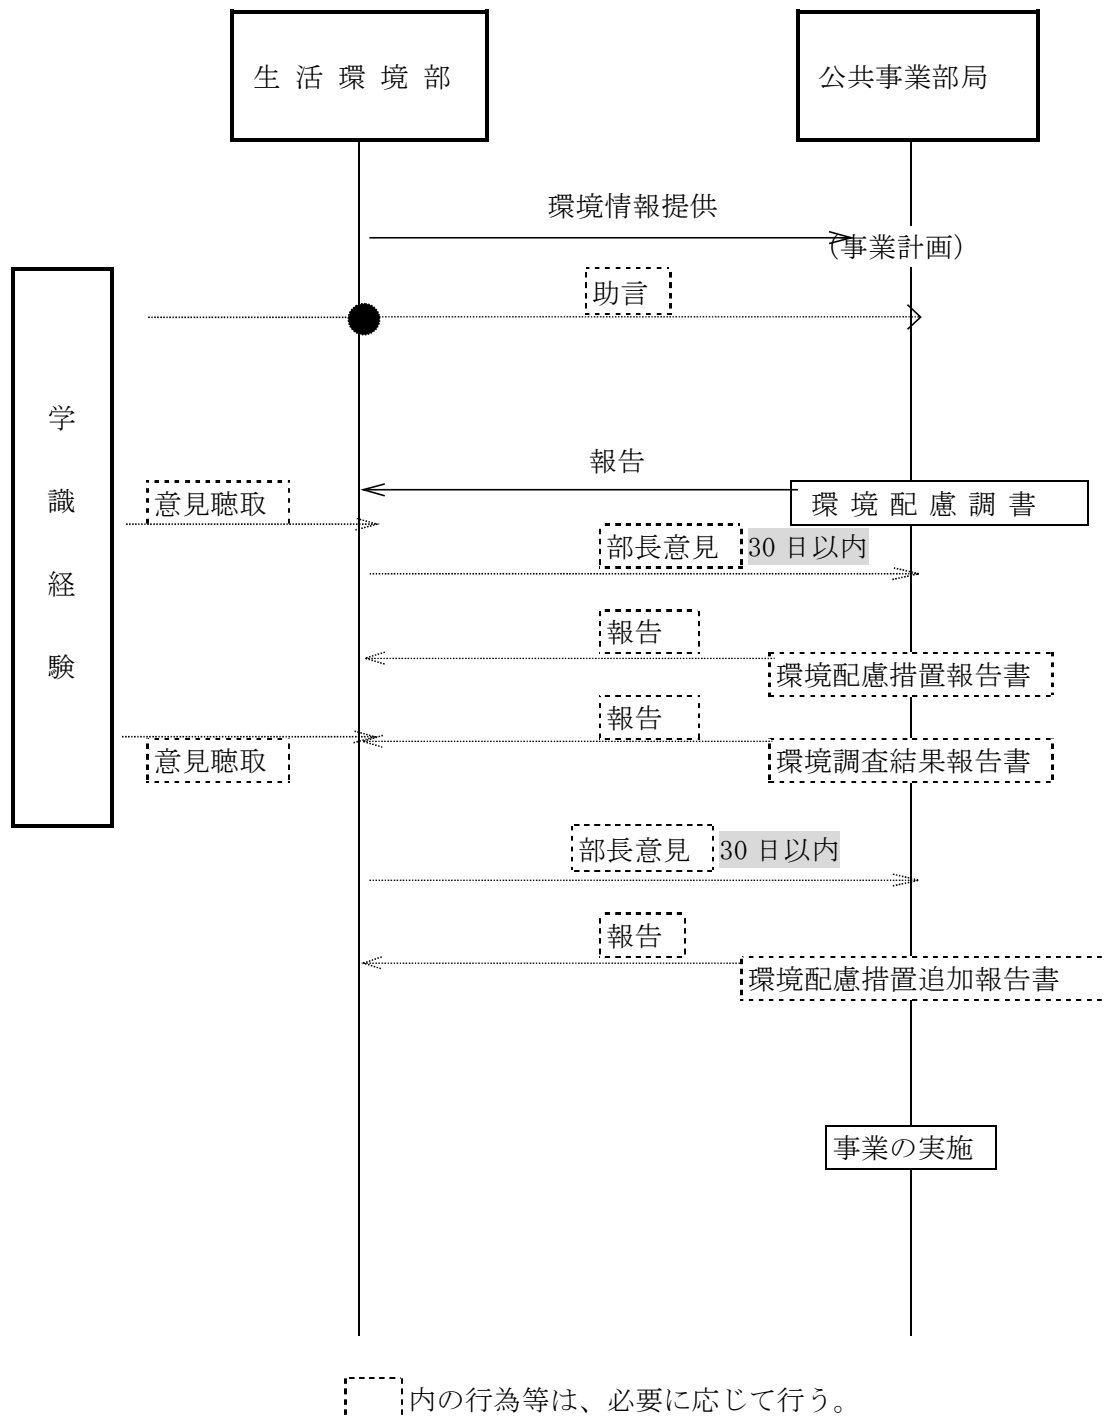 生活環境部
公共事業部局
環境情報提供
(事業計画)
助言
学識経験
報告
意見聴取
環境配慮調書
部長意見 30日以内
報告
環境配慮措置報告書
報告
意見聴取
環境調査結果報告書
部長意見 30日以内
報告
環境配慮措置追加報告書
事業の実施
内の行為等は、必要に応じて行う。